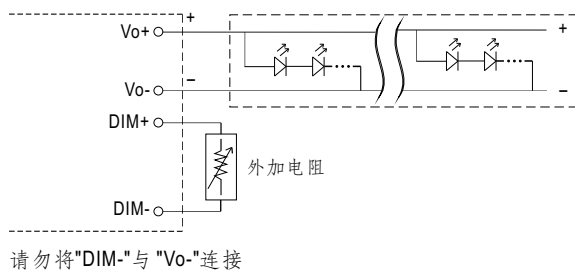 +
Vo+
+
Vo-
−
−
DIM+
外加电阻
DIM-
请勿将"DIM-"与 "Vo-"连接